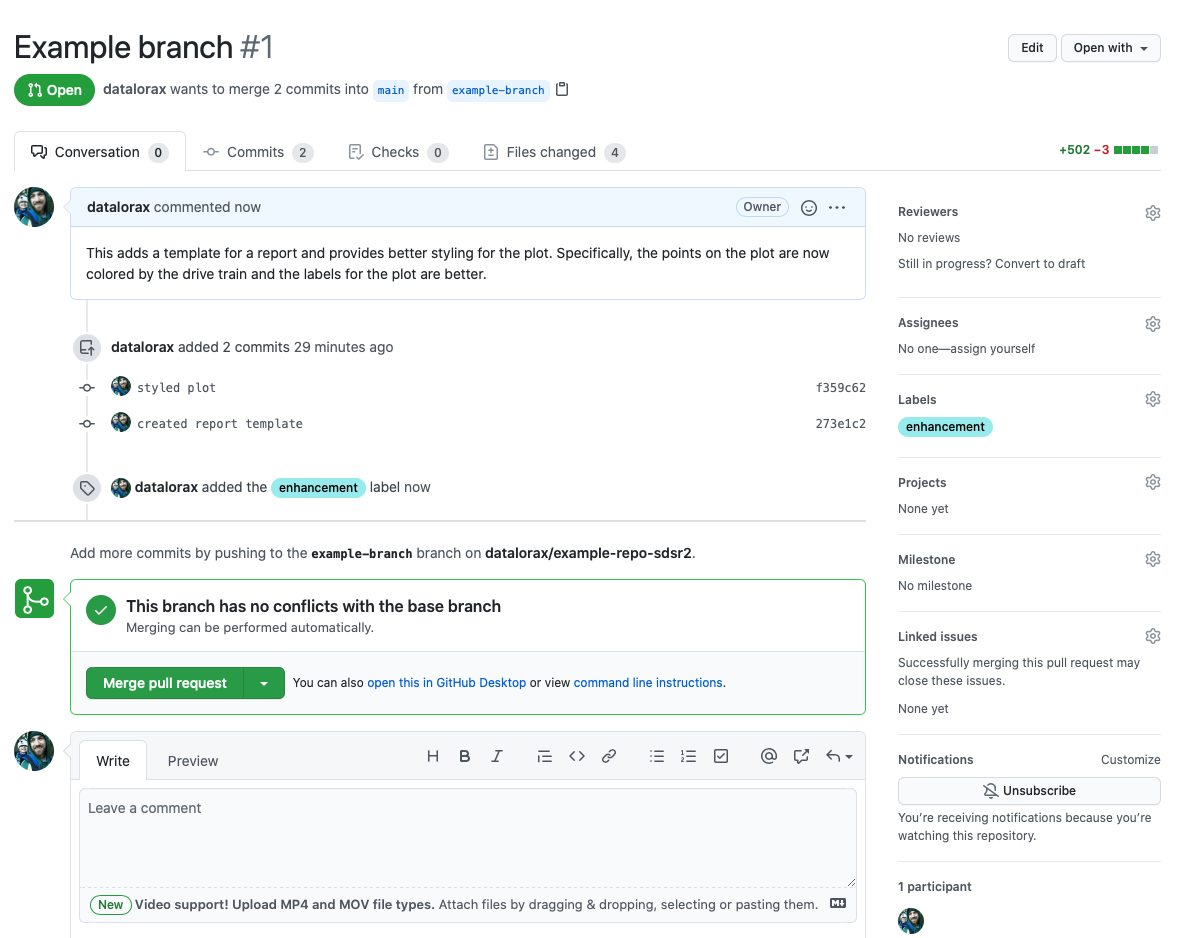 Example branch #1
Edit
Open with
Open
datalorax wants to merge 2 commits into main from example-branch
Conversation 0
Commits 2
Checks 0
Files changed 4
+502 −3
datalorax commented now
Owner
This adds a template for a report and provides better styling for the plot. Specifically, the points on the plot are now
colored by the drive train and the labels for the plot are better.
datalorax added 2 commits 29 minutes ago
styled plot
f359c62
created report template
273e1c2
datalorax added the enhancement label now
Add more commits by pushing to the example-branch branch on datalorax/example-repo-sdsr2.
This branch has no conflicts with the base branch
Merging can be performed automatically.
Merge pull request
You can also open this in GitHub Desktop or view command line instructions.
Write
Preview
Leave a comment
New Video support! Upload MP4 and MOV file types. Attach files by dragging & dropping, selecting or pasting them.
Reviewers
No reviews
Still in progress? Convert to draft
Assignees
No one—assign yourself
Labels
enhancement
Projects
None yet
Milestone
No milestone
Linked issues
Successfully merging this pull request may
close these issues.
None yet
Notifications
Customize
Unsubscribe
You're receiving notifications because you're
watching this repository.
1 participant